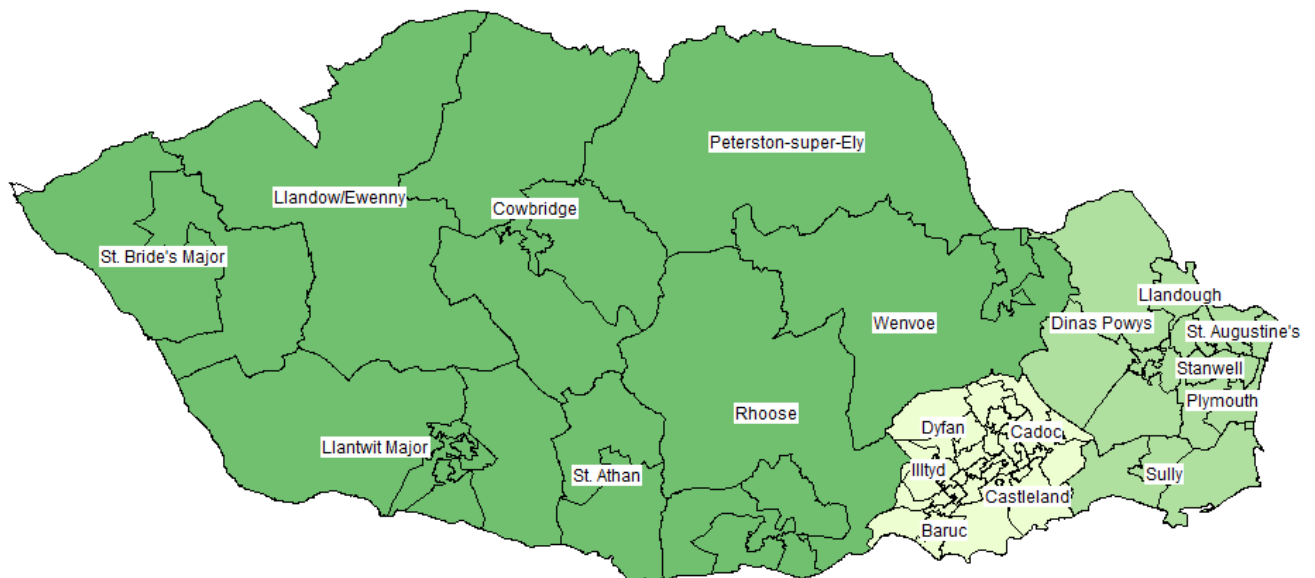 Peterston-super-Ely
Llandow/Ewenny
Cowbridge
St. Bride's Major
Llandough
Wenvoe
Dinas Powys
St. Augustine's
Stanwell
Plymouth
Rhoose
Dyfan
Cadoc
Llantwit Major
St. Athan
Illtyd
Sully
Castleland
Baruc